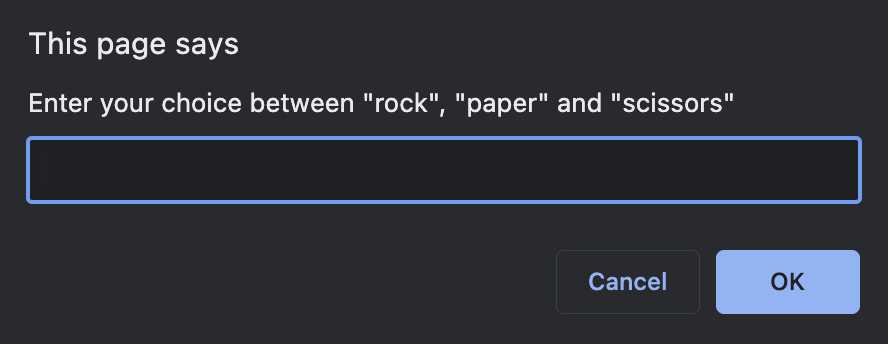 This page says
Enter your choice between "rock", "paper" and "scissors"
Cancel
OK